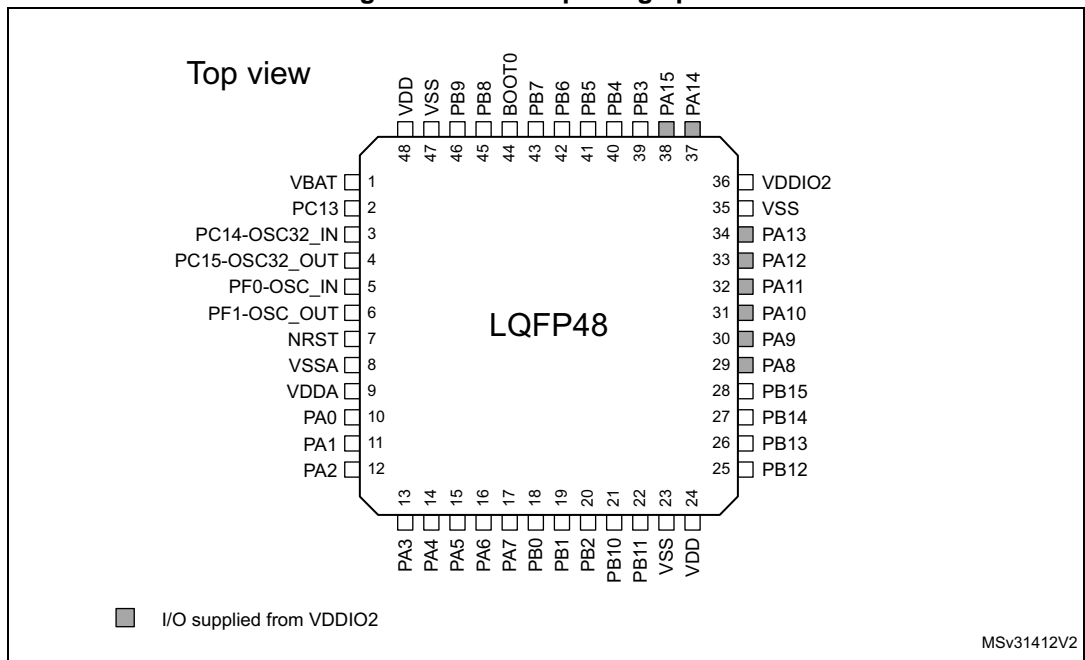 Top view
48 VDD
47 VSS
46 PB9
45 PB8
44 BOOT0
43 PB7
42 PB6
41 PB5
40 PB4
39 PB3
38 PA15
37 PA14
VBAT 1
PC13 2
PC14-OSC32_IN 3
PC15-OSC32_OUT 4
PF0-OSC_IN 5
PF1-OSC_OUT 6
NRST 7
VSSA 8
VDDA 9
PA0 10
PA1 11
PA2 12
LQFP48
36 VDDIO2
35 VSS
34 PA13
33 PA12
32 PA11
31 PA10
30 PA9
29 PA8
28 PB15
27 PB14
26 PB13
25 PB12
PA3 13
PA4 14
PA5 15
PA6 16
PA7 17
PB0 18
PB1 19
PB2 20
PB10 21
PB11 22
VSS 23
VDD 24
I/O supplied from VDDIO2
MSv31412V2